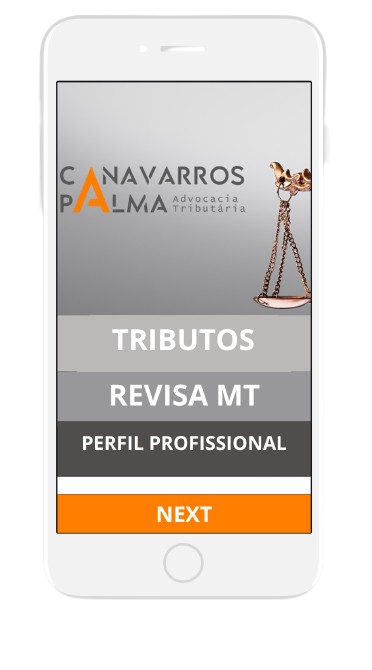 CANAVARROS
PALMA Advocacia
Tributária
TRIBUTOS
REVISA MT
PERFIL PROFISSIONAL
NEXT